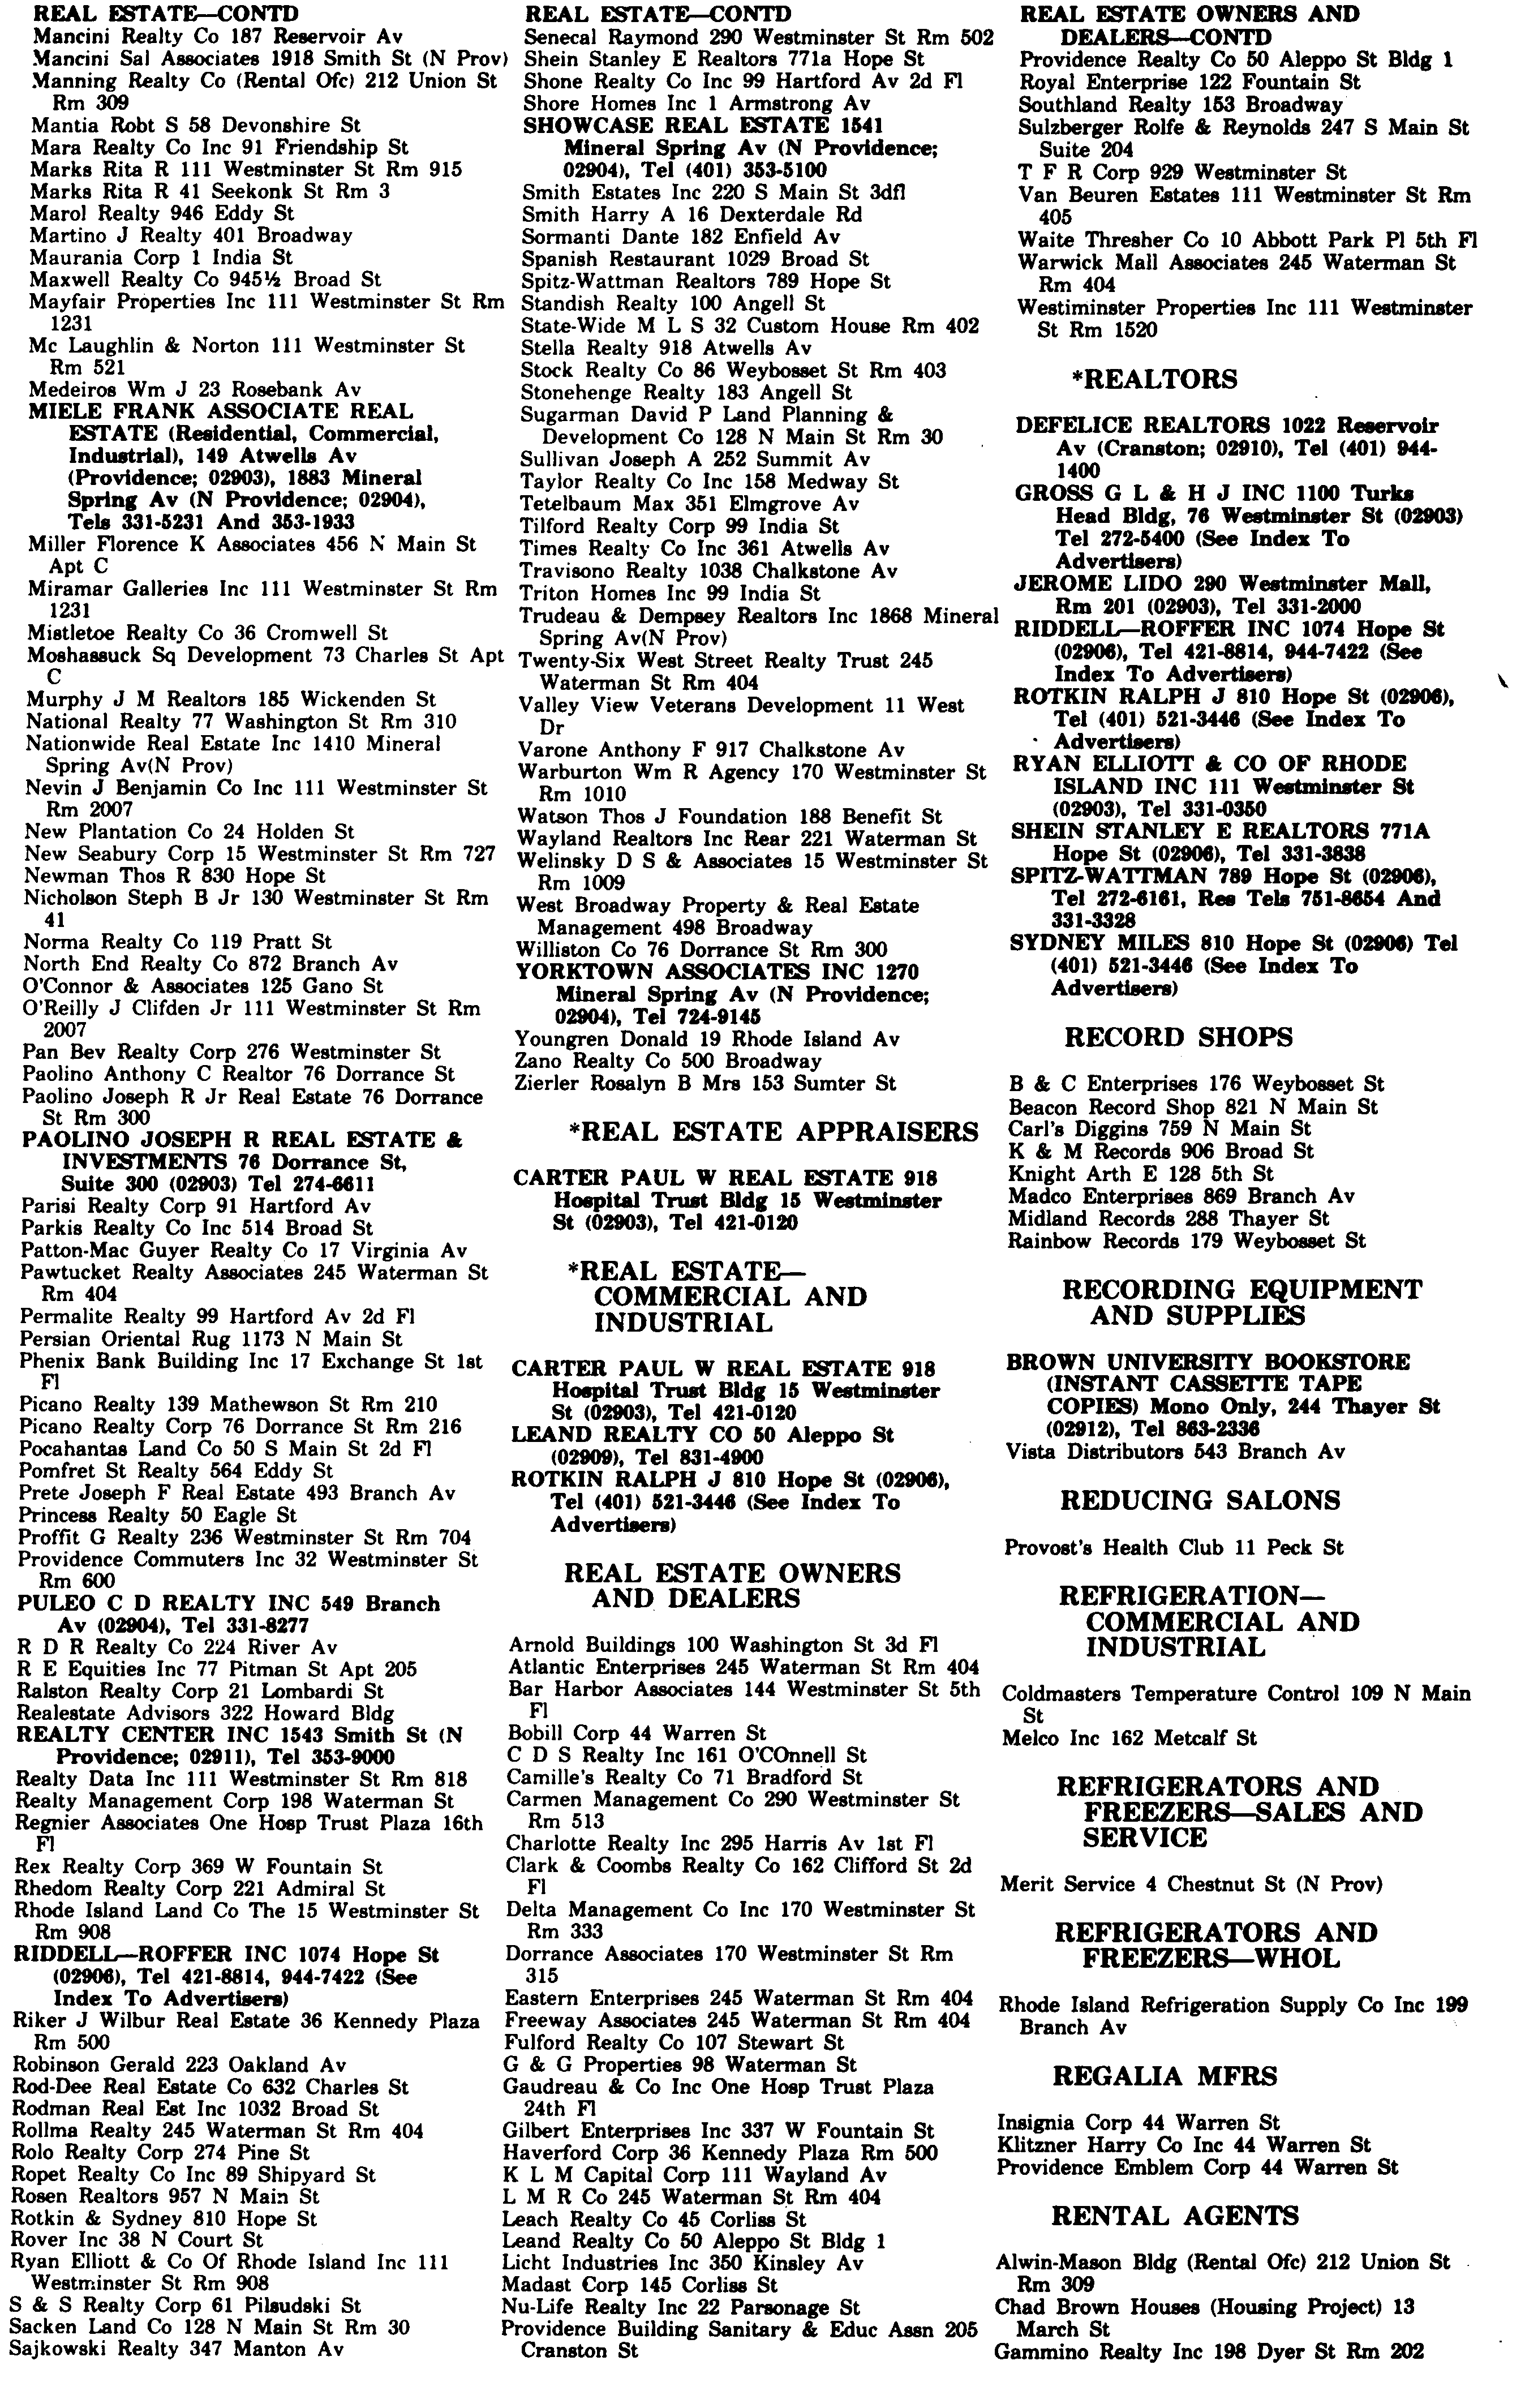 REAL ESTATE—CONTD
Mancini Realty Co 187 Reservoir Av
Mancini Sal Associates 1918 Smith St (N Prov)
Manning Realty Co (Rental Ofc) 212 Union St
Rm 309
Mantia Robt S 58 Devonshire St
Mara Realty Co Inc 91 Friendship St
Marks Rita R 111 Westminster St Rm 915
Marks Rita R 41 Seekonk St Rm 3
Marol Realty 946 Eddy St
Martino J Realty 401 Broadway
Maurania Corp 1 India St
Maxwell Realty Co 945½ Broad St
Mayfair Properties Inc 111 Westminster St Rm
1231
Mc Laughlin & Norton 111 Westminster St
Rm 521
Medeiros Wm J 23 Rosebank Av
MIELE FRANK ASSOCIATE REAL
ESTATE (Residential, Commercial,
Industrial), 149 Atwells Av
(Providence; 02903), 1883 Mineral
Spring Av (N Providence; 02904),
Tels 331-5231 And 353-1933
Miller Florence K Associates 456 N Main St
Apt C
Miramar Galleries Inc 111 Westminster St Rm
1231
Mistletoe Realty Co 36 Cromwell St
Moshassuck Sq Development 73 Charles St Apt
C
Murphy J M Realtors 185 Wickenden St
National Realty 77 Washington St Rm 310
Nationwide Real Estate Inc 1410 Mineral
Spring Av(N Prov)
Nevin J Benjamin Co Inc 111 Westminster St
Rm 2007
New Plantation Co 24 Holden St
New Seabury Corp 15 Westminster St Rm 727
Newman Thos R 830 Hope St
Nicholson Steph B Jr 130 Westminster St Rm
41
Norma Realty Co 119 Pratt St
North End Realty Co 872 Branch Av
O'Connor & Associates 125 Gano St
O'Reilly J Clifden Jr 111 Westminster St Rm
2007
Pan Bev Realty Corp 276 Westminster St
Paolino Anthony C Realtor 76 Dorrance St
Paolino Joseph R Jr Real Estate 76 Dorrance
St Rm 300
PAOLINO JOSEPH R REAL ESTATE &
INVESTMENTS 76 Dorrance St,
Suite 300 (02903) Tel 274-6611
Parisi Realty Corp 91 Hartford Av
Parkis Realty Co Inc 514 Broad St
Patton-Mac Guyer Realty Co 17 Virginia Av
Pawtucket Realty Associates 245 Waterman St
Rm 404
Permalite Realty 99 Hartford Av 2d Fl
Persian Oriental Rug 1173 N Main St
Phenix Bank Building Inc 17 Exchange St 1st
Fl
Picano Realty 139 Mathewson St Rm 210
Picano Realty Corp 76 Dorrance St Rm 216
Pocahantas Land Co 50 S Main St 2d Fl
Pomfret St Realty 564 Eddy St
Prete Joseph F Real Estate 493 Branch Av
Princess Realty 50 Eagle St
Proffit G Realty 236 Westminster St Rm 704
Providence Commuters Inc 32 Westminster St
Rm 600
PULEO C D REALTY INC 549 Branch
Av (02904), Tel 331-8277
R D R Realty Co 224 River Av
R E Equities Inc 77 Pitman St Apt 205
Ralston Realty Corp 21 Lombardi St
Realestate Advisors 322 Howard Bldg
REALTY CENTER INC 1543 Smith St (N
Providence; 02911), Tel 353-9000
Realty Data Inc 111 Westminster St Rm 818
Realty Management Corp 198 Waterman St
Regnier Associates One Hosp Trust Plaza 16th
Fl
Rex Realty Corp 369 W Fountain St
Rhedom Realty Corp 221 Admiral St
Rhode Island Land Co The 15 Westminster St
Rm 908
RIDDELL—ROFFER INC 1074 Hope St
(02906), Tel 421-8814, 944-7422 (See
Index To Advertisers)
Riker J Wilbur Real Estate 36 Kennedy Plaza
Rm 500
Robinson Gerald 223 Oakland Av
Rod-Dee Real Estate Co 632 Charles St
Rodman Real Est Inc 1032 Broad St
Rollma Realty 245 Waterman St Rm 404
Rolo Realty Corp 274 Pine St
Ropet Realty Co Inc 89 Shipyard St
Rosen Realtors 957 N Main St
Rotkin & Sydney 810 Hope St
Rover Inc 38 N Court St
Ryan Elliott & Co Of Rhode Island Inc 111
Westminster St Rm 908
S & S Realty Corp 61 Pilsudski St
Sacken Land Co 128 N Main St Rm 30
Sajkowski Realty 347 Manton Av
REAL ESTATE—CONTD
Senecal Raymond 290 Westminster St Rm 502
Shein Stanley E Realtors 771a Hope St
Shone Realty Co Inc 99 Hartford Av 2d Fl
Shore Homes Inc 1 Armstrong Av
SHOWCASE REAL ESTATE 1541
Mineral Spring Av (N Providence;
02904), Tel (401) 353-5100
Smith Estates Inc 220 S Main St 3dfl
Smith Harry A 16 Dexterdale Rd
Sormanti Dante 182 Enfield Av
Spanish Restaurant 1029 Broad St
Spitz-Wattman Realtors 789 Hope St
Standish Realty 100 Angell St
State-Wide M L S 32 Custom House Rm 402
Stella Realty 918 Atwells Av
Stock Realty Co 86 Weybosset St Rm 403
Stonehenge Realty 183 Angell St
Sugarman David P Land Planning &
Development Co 128 N Main St Rm 30
Sullivan Joseph A 252 Summit Av
Taylor Realty Co Inc 158 Medway St
Tetelbaum Max 351 Elmgrove Av
Tilford Realty Corp 99 India St
Times Realty Co Inc 361 Atwells Av
Travisono Realty 1038 Chalkstone Av
Triton Homes Inc 99 India St
Trudeau & Dempsey Realtors Inc 1868 Mineral
Spring Av(N Prov)
Twenty-Six West Street Realty Trust 245
Waterman St Rm 404
Valley View Veterans Development 11 West
Dr
Varone Anthony F 917 Chalkstone Av
Warburton Wm R Agency 170 Westminster St
Rm 1010
Watson Thos J Foundation 188 Benefit St
Wayland Realtors Inc Rear 221 Waterman St
Welinsky D S & Associates 15 Westminster St
Rm 1009
West Broadway Property & Real Estate
Management 498 Broadway
Williston Co 76 Dorrance St Rm 300
YORKTOWN ASSOCIATES INC 1270
Mineral Spring Av (N Providence;
02904), Tel 724-9145
Youngren Donald 19 Rhode Island Av
Zano Realty Co 500 Broadway
Zierler Rosalyn B Mrs 153 Sumter St
*REAL ESTATE APPRAISERS
CARTER PAUL W REAL ESTATE 918
Hospital Trust Bldg 15 Westminster
St (02903), Tel 421-0120
*REAL ESTATE—
COMMERCIAL AND
INDUSTRIAL
CARTER PAUL W REAL ESTATE 918
Hospital Trust Bldg 15 Westminster
St (02903), Tel 421-0120
LEAND REALTY CO 50 Aleppo St
(02909), Tel 831-4900
ROTKIN RALPH J 810 Hope St (02906),
Tel (401) 521-3446 (See Index To
Advertisers)
REAL ESTATE OWNERS
AND DEALERS
Arnold Buildings 100 Washington St 3d Fl
Atlantic Enterprises 245 Waterman St Rm 404
Bar Harbor Associates 144 Westminster St 5th
Fl
Bobill Corp 44 Warren St
C D S Realty Inc 161 O'COnnell St
Camille's Realty Co 71 Bradford St
Carmen Management Co 290 Westminster St
Rm 513
Charlotte Realty Inc 295 Harris Av 1st Fl
Clark & Coombs Realty Co 162 Clifford St 2d
Fl
Delta Management Co Inc 170 Westminster St
Rm 333
Dorrance Associates 170 Westminster St Rm
315
Eastern Enterprises 245 Waterman St Rm 404
Freeway Associates 245 Waterman St Rm 404
Fulford Realty Co 107 Stewart St
G & G Properties 98 Waterman St
Gaudreau & Co Inc One Hosp Trust Plaza
24th Fl
Gilbert Enterprises Inc 337 W Fountain St
Haverford Corp 36 Kennedy Plaza Rm 500
K L M Capital Corp 111 Wayland Av
L M R Co 245 Waterman St Rm 404
Leach Realty Co 45 Corliss St
Leand Realty Co 50 Aleppo St Bldg 1
Licht Industries Inc 350 Kinsley Av
Madast Corp 145 Corliss St
Nu-Life Realty Inc 22 Parsonage St
Providence Building Sanitary & Educ Assn 205
Cranston St
REAL ESTATE OWNERS AND
DEALERS—CONTD
Providence Realty Co 50 Aleppo St Bldg 1
Royal Enterprise 122 Fountain St
Southland Realty 153 Broadway
Sulzberger Rolfe & Reynolds 247 S Main St
Suite 204
T F R Corp 929 Westminster St
Van Beuren Estates 111 Westminster St Rm
405
Waite Thresher Co 10 Abbott Park Pl 5th Fl
Warwick Mall Associates 245 Waterman St
Rm 404
Westiminster Properties Inc 111 Westminster
St Rm 1520
*REALTORS
DEFELICE REALTORS 1022 Reservoir
Av (Cranston; 02910), Tel (401) 944-
1400
GROSS G L & H J INC 1100 Turks
Head Bldg, 76 Westminster St (02903)
Tel 272-5400 (See Index To
Advertisers)
JEROME LIDO 290 Westminster Mall,
Rm 201 (02903), Tel 331-2000
RIDDELL—ROFFER INC 1074 Hope St
(02906), Tel 421-8814, 944-7422 (See
Index To Advertisers)
ROTKIN RALPH J 810 Hope St (02906),
Tel (401) 521-3446 (See Index To
Advertisers)
RYAN ELLIOTT & CO OF RHODE
ISLAND INC 111 Westminster St
(02903), Tel 331-0350
SHEIN STANLEY E REALTORS 771A
Hope St (02906), Tel 331-3838
SPITZ-WATTMAN 789 Hope St (02906),
Tel 272-6161, Res Tels 751-8654 And
331-3328
SYDNEY MILES 810 Hope St (02906) Tel
(401) 521-3446 (See Index To
Advertisers)
RECORD SHOPS
B & C Enterprises 176 Weybosset St
Beacon Record Shop 821 N Main St
Carl's Diggins 759 N Main St
K & M Records 906 Broad St
Knight Arth E 128 5th St
Madco Enterprises 869 Branch Av
Midland Records 288 Thayer St
Rainbow Records 179 Weybosset St
RECORDING EQUIPMENT
AND SUPPLIES
BROWN UNIVERSITY BOOKSTORE
(INSTANT CASSETTE TAPE
COPIES) Mono Only, 244 Thayer St
(02912), Tel 863-2336
Vista Distributors 543 Branch Av
REDUCING SALONS
Provost's Health Club 11 Peck St
REFRIGERATION—
COMMERCIAL AND
INDUSTRIAL
Coldmasters Temperature Control 109 N Main
St
Melco Inc 162 Metcalf St
REFRIGERATORS AND
FREEZERS—SALES AND
SERVICE
Merit Service 4 Chestnut St (N Prov)
REFRIGERATORS AND
FREEZERS—WHOL
Rhode Island Refrigeration Supply Co Inc 199
Branch Av
REGALIA MFRS
Insignia Corp 44 Warren St
Klitzner Harry Co Inc 44 Warren St
Providence Emblem Corp 44 Warren St
RENTAL AGENTS
Alwin-Mason Bldg (Rental Ofc) 212 Union St
Rm 309
Chad Brown Houses (Housing Project) 13
March St
Gammino Realty Inc 198 Dyer St Rm 202